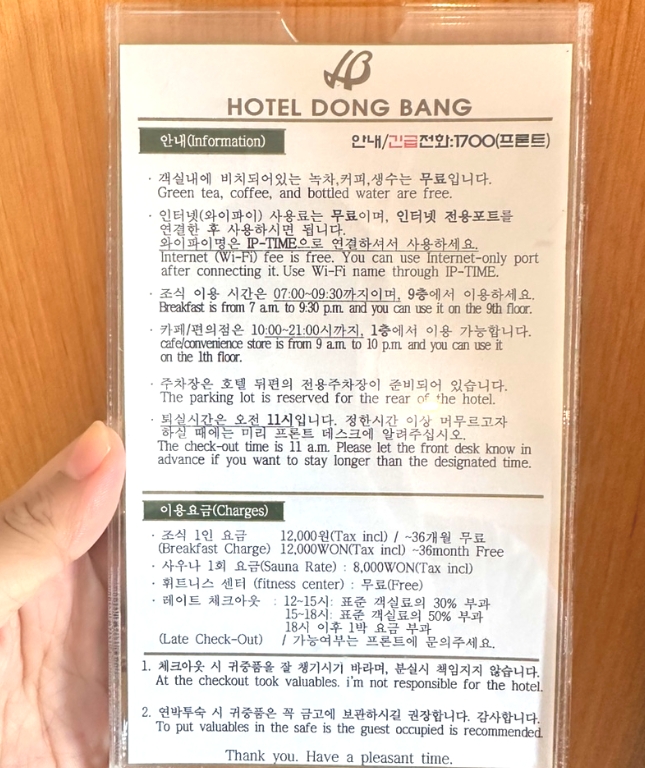 HB
HOTEL DONG BANG
안내(Information)
안내/긴급전화:1700(프론트)
· 객실내에 비치되어있는 녹차,커피,생수는 무료입니다.
Green tea, coffee, and bottled water are free.
· 인터넷(와이파이) 사용료는 무료이며, 인터넷 전용포트를
연결한 후 사용하시면 됩니다.
와이파이명은 IP-TIME으로 연결하셔서 사용하세요.
Internet (Wi-Fi) fee is free. You can use Internet-only port
after connecting it. Use Wi-Fi name through IP-TIME.
· 조식 이용 시간은 07:00~09:30까지이며, 9층에서 이용하세요.
Breakfast is from 7 a.m. to 9:30 p.m. and you can use it on the 9th floor.
· 카페/편의점은 10:00~21:00시까지, 1층에서 이용 가능합니다.
cafe/convenience store is from 9 a.m. to 10 p.m. and you can use it
on the 1th floor.
· 주차장은 호텔 뒤편의 전용주차장이 준비되어 있습니다.
The parking lot is reserved for the rear of the hotel.
· 퇴실시간은 오전 11시입니다. 정한시간 이상 머무르고자
하실 때에는 미리 프론트 데스크에 알려주십시오.
The check-out time is 11 a.m. Please let the front desk know in
advance if you want to stay longer than the designated time.
이용요금(Charges)
· 조식 1인 요금 12,000원(Tax incl) / ~36개월 무료
(Breakfast Charge) 12,000WON(Tax incl) ~36month Free
· 사우나 1회 요금(Sauna Rate) : 8,000WON(Tax incl)
· 휘트니스 센터 (fitness center) : 무료(Free)
· 레이트 체크아웃 : 12~15시: 표준 객실료의 30% 부과
15~18시: 표준 객실료의 50% 부과
18시 이후 1박 요금 부과
(Late Check-Out) / 가능여부는 프론트에 문의주세요.
1. 체크아웃 시 귀중품을 잘 챙기시기 바라며, 분실시 책임지지 않습니다.
At the checkout took valuables. i'm not responsible for the hotel.
2. 연박투숙 시 귀중품은 꼭 금고에 보관하시길 권장합니다. 감사합니다.
To put valuables in the safe is the guest occupied is recommended.
Thank you. Have a pleasant time.